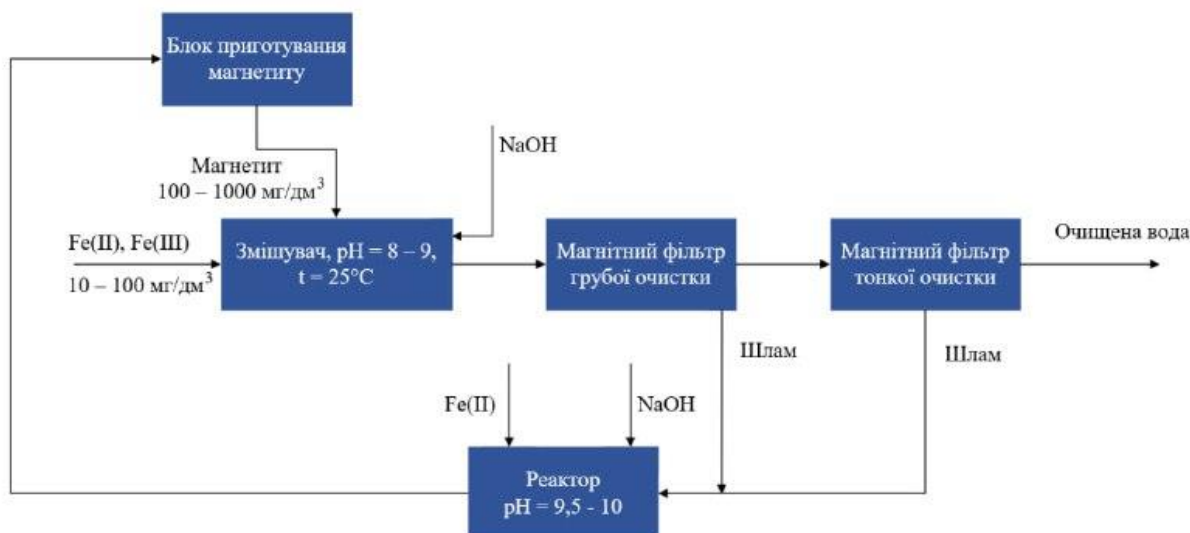 Блок приготування
магнетиту
NaOH
Магнетит
100 – 1000 мг/дм³
Fe(II), Fe(III)
10 – 100 мг/дм³
Змішувач, pH = 8 – 9,
t = 25°C
Магнітний фільтр
грубої очистки
Магнітний фільтр
тонкої очистки
Очищена вода
Шлам
Шлам
Fe(II)
NaOH
Реактор
pH = 9,5 - 10